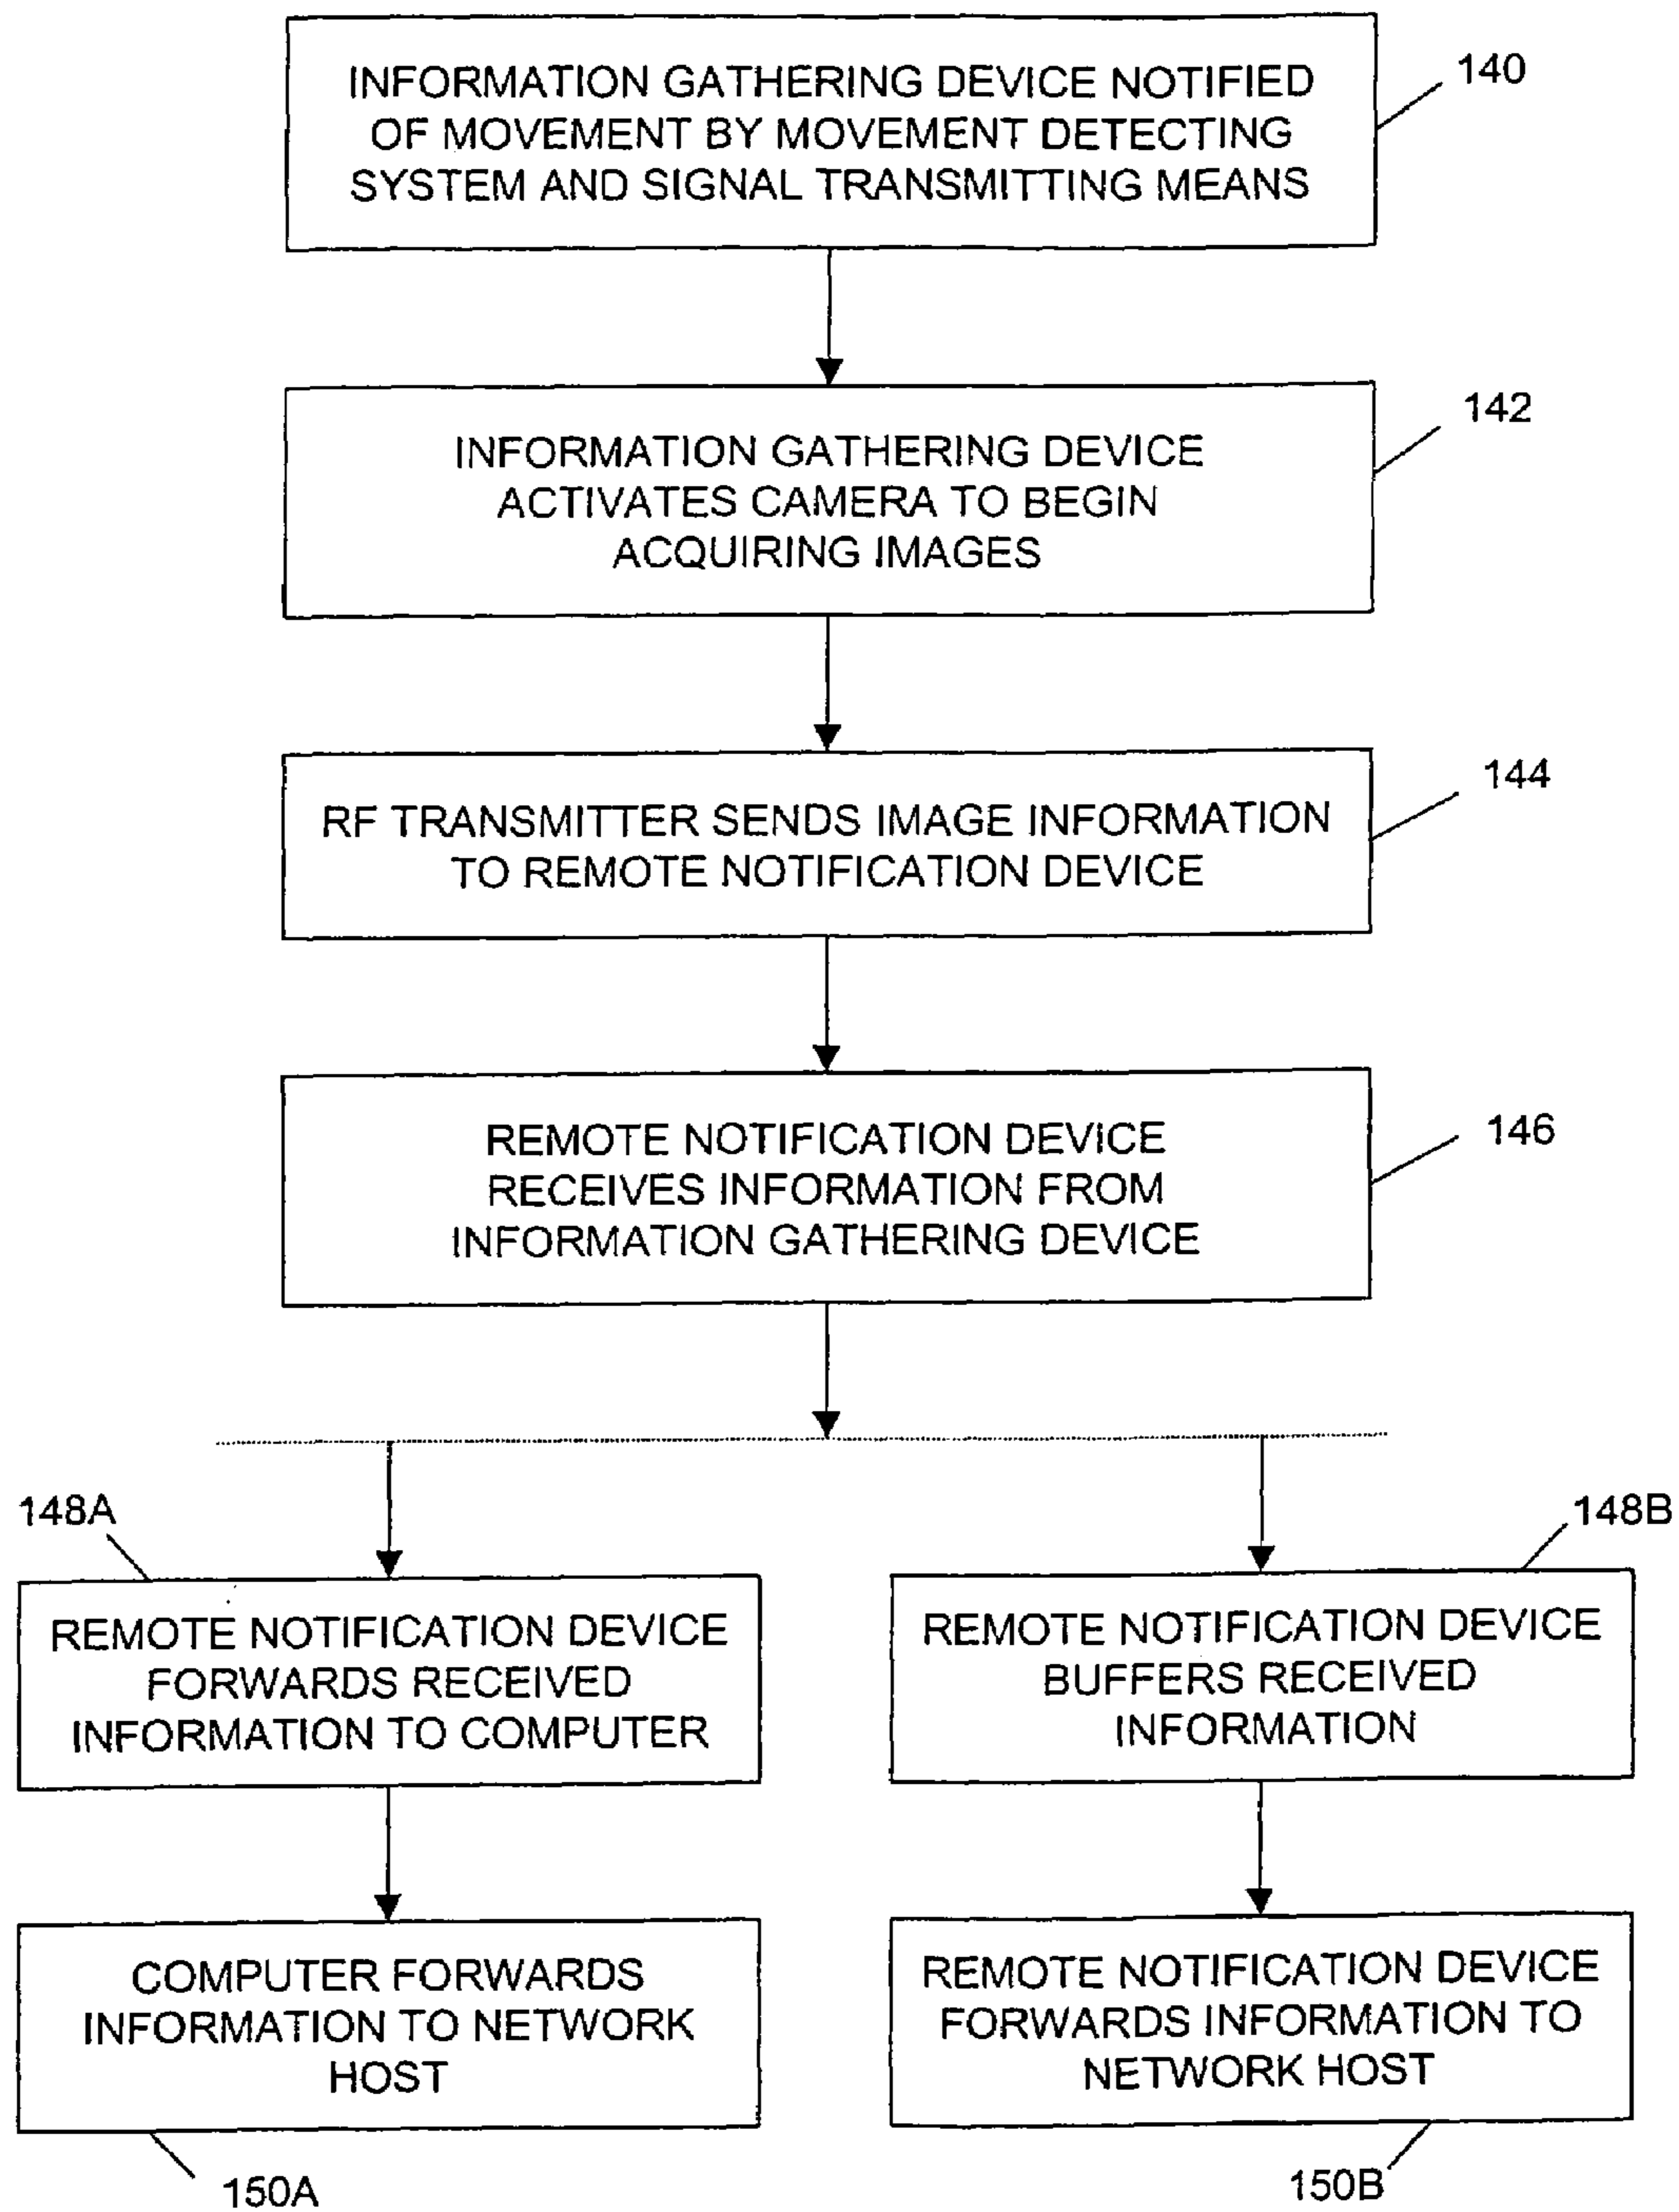 INFORMATION GATHERING DEVICE NOTIFIED
OF MOVEMENT BY MOVEMENT DETECTING
SYSTEM AND SIGNAL TRANSMITTING MEANS
140
INFORMATION GATHERING DEVICE
ACTIVATES CAMERA TO BEGIN
ACQUIRING IMAGES
142
RF TRANSMITTER SENDS IMAGE INFORMATION
TO REMOTE NOTIFICATION DEVICE
144
REMOTE NOTIFICATION DEVICE
RECEIVES INFORMATION FROM
INFORMATION GATHERING DEVICE
146
148A
REMOTE NOTIFICATION DEVICE
FORWARDS RECEIVED
INFORMATION TO COMPUTER
148B
REMOTE NOTIFICATION DEVICE
BUFFERS RECEIVED
INFORMATION
COMPUTER FORWARDS
INFORMATION TO NETWORK
HOST
150A
REMOTE NOTIFICATION DEVICE
FORWARDS INFORMATION TO
NETWORK HOST
150B